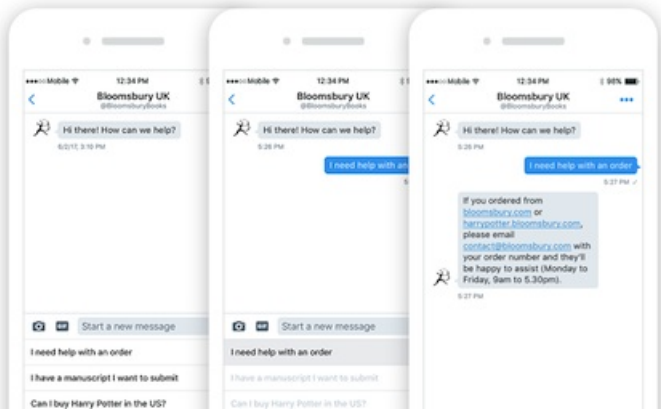 Mobile 12:34 PM
Bloomsbury UK
@BloomsburyBooks
Hi there! How can we help?
6/2/17, 3:19 PM
GIF Start a new message
I need help with an order
I have a manuscript I want to submit
Can I buy Harry Potter in the US?
Mobile 12:34 PM
Bloomsbury UK
@BloomsburyBooks
Hi there! How can we help?
5:26 PM
I need help with an
GIF Start a new message
I need help with an order
I have a manuscript I want to submit
Can I buy Harry Potter in the US?
Mobile 12:34 PM 98%
Bloomsbury UK
@BloomsburyBooks
Hi there! How can we help?
5:26 PM
I need help with an order
5:27 PM
If you ordered from
bloomsbury.com or
harrypotter.bloomsbury.com,
please email
contact@bloomsbury.com with
your order number and they'll
be happy to assist (Monday to
Friday, 9am to 5.30pm).
5:27 PM